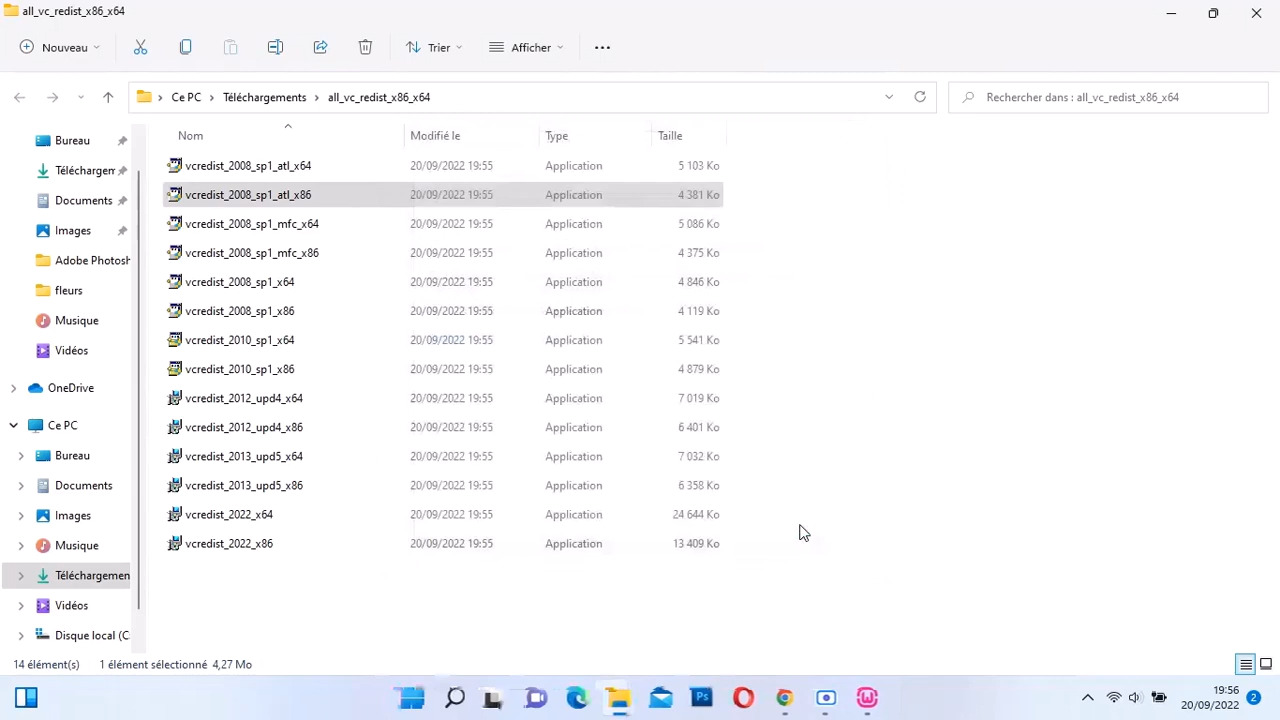 all_vc_redist_x86_x64
Nouveau Trier Afficher
Ce PC Téléchargements all_vc_redist_x86_x64 Rechercher dans : all_vc_redist_x86_x64
Nom Modifié le Type Taille
Bureau
Téléchargem
Documents
Images
Adobe Photosh
fleurs
Musique
Vidéos
OneDrive
Ce PC
Bureau
Documents
Images
Musique
Téléchargemen
Vidéos
Disque local (C
vcredist_2008_sp1_atl_x64 20/09/2022 19:55 Application 5 103 Ko
vcredist_2008_sp1_atl_x86 20/09/2022 19:55 Application 4 381 Ko
vcredist_2008_sp1_mfc_x64 20/09/2022 19:55 Application 5 086 Ko
vcredist_2008_sp1_mfc_x86 20/09/2022 19:55 Application 4 375 Ko
vcredist_2008_sp1_x64 20/09/2022 19:55 Application 4 846 Ko
vcredist_2008_sp1_x86 20/09/2022 19:55 Application 4 119 Ko
vcredist_2010_sp1_x64 20/09/2022 19:55 Application 5 541 Ko
vcredist_2010_sp1_x86 20/09/2022 19:55 Application 4 879 Ko
vcredist_2012_upd4_x64 20/09/2022 19:55 Application 7 019 Ko
vcredist_2012_upd4_x86 20/09/2022 19:55 Application 6 401 Ko
vcredist_2013_upd5_x64 20/09/2022 19:55 Application 7 032 Ko
vcredist_2013_upd5_x86 20/09/2022 19:55 Application 6 358 Ko
vcredist_2022_x64 20/09/2022 19:55 Application 24 644 Ko
vcredist_2022_x86 20/09/2022 19:55 Application 13 409 Ko
14 élément(s) 1 élément sélectionné 4,27 Mo
Ps 19:56
20/09/2022 2